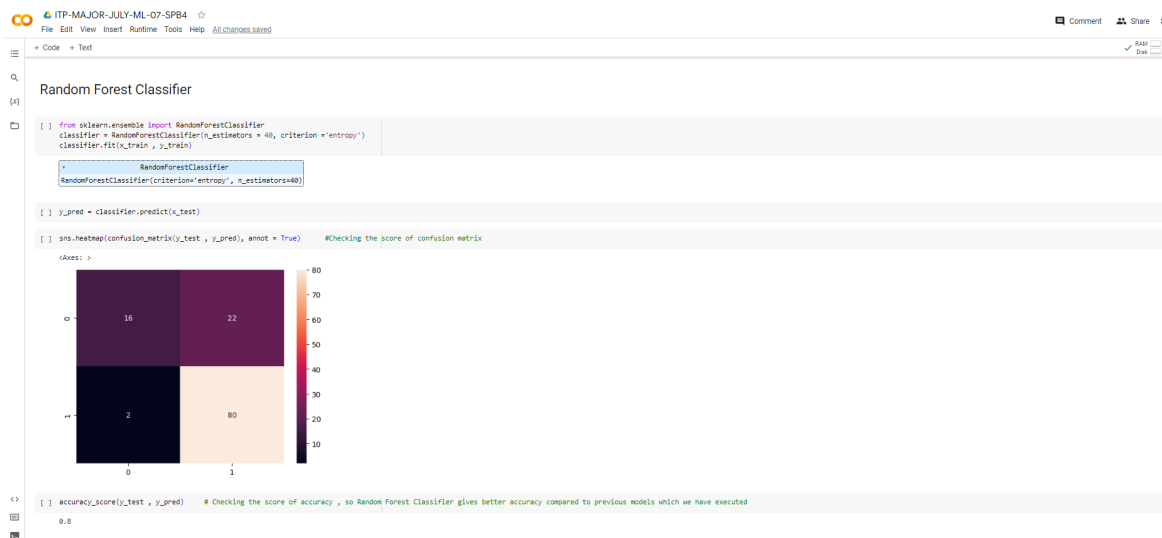 ITP-MAJOR-JULY-ML-07-SPB4
File Edit View Insert Runtime Tools Help All changes saved
Comment Share
+ Code + Text
RAM
Disk
Random Forest Classifier
{x}
[ ] from sklearn.ensemble import RandomForestClassifier
classifier = RandomForestClassifier(n_estimators = 40, criterion ='entropy')
classifier.fit(x_train , y_train)
RandomForestClassifier
RandomForestClassifier(criterion='entropy', n_estimators=40)
[ ] y_pred = classifier.predict(x_test)
[ ] sns.heatmap(confusion_matrix(y_test , y_pred), annot = True) #Checking the score of confusion matrix
<Axes: >
80
70
0 16 22 60
50
40
30
1 2 80 20
10
0 1
[ ] accuracy_score(y_test , y_pred) # Checking the score of accuracy , so Random Forest Classifier gives better accuracy compared to previous models which we have executed
0.8